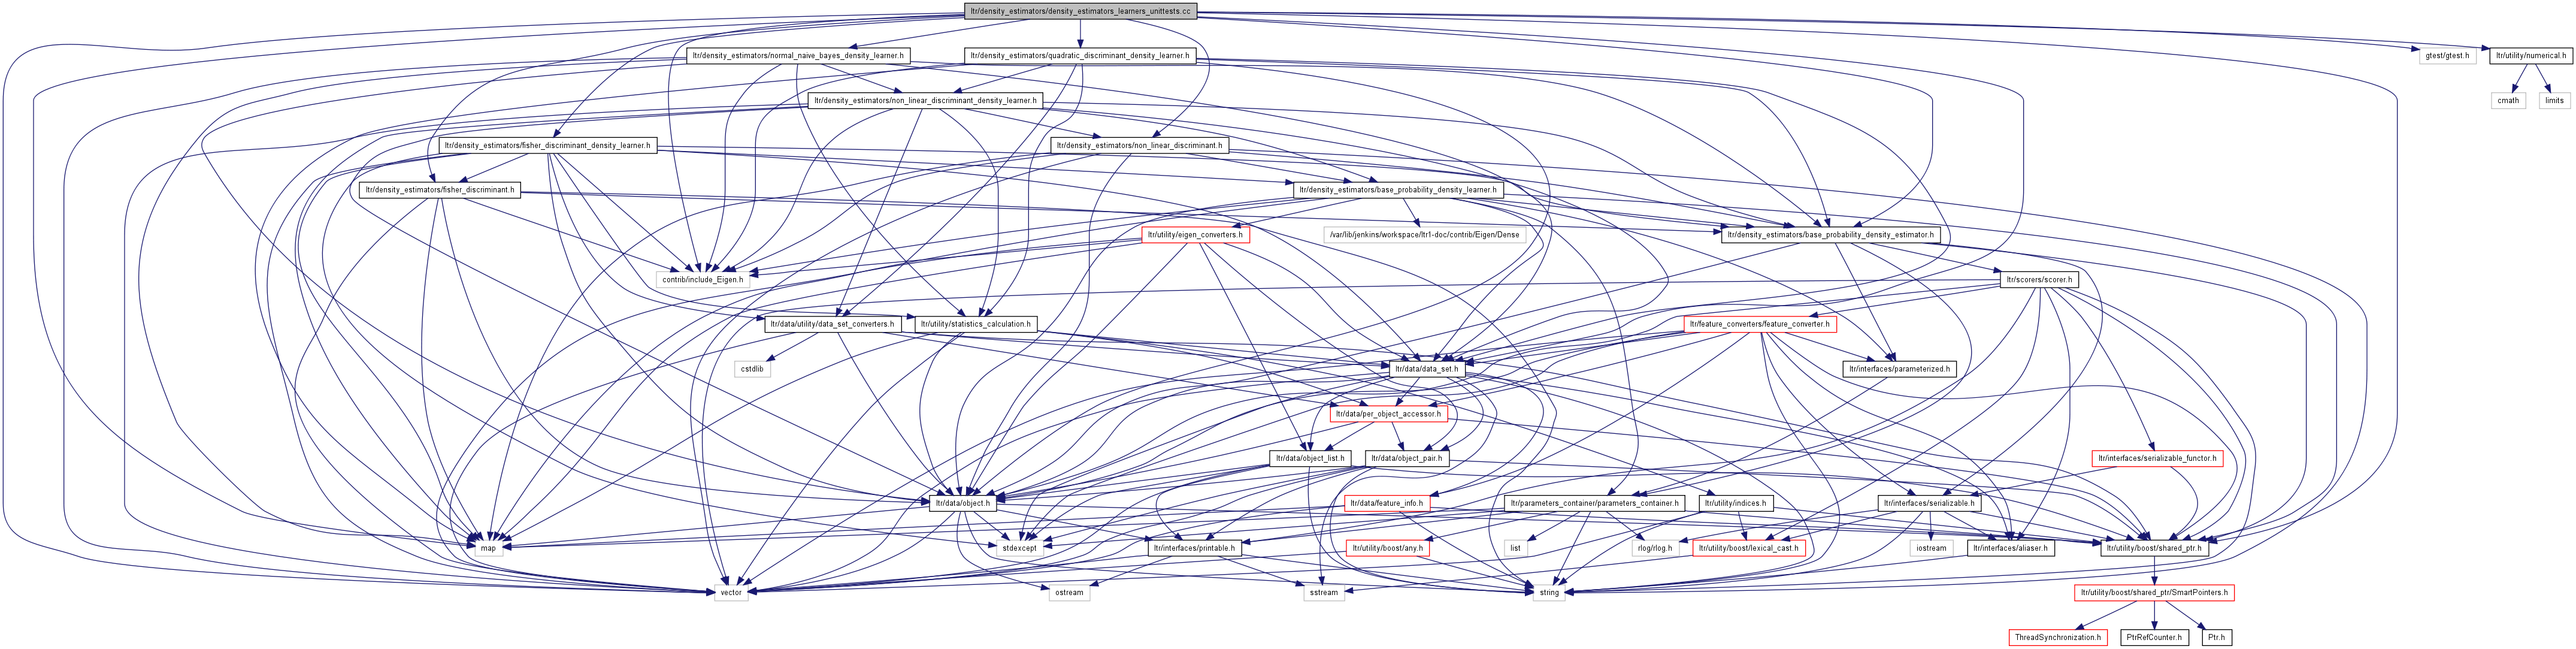 ltr/density_estimators/density_estimators_learners_unittests.cc
ltr/density_estimators/normal_naive_bayes_density_learner.h
ltr/density_estimators/quadratic_discriminant_density_learner.h
gtest/gtest.h
ltr/utility/numerical.h
ltr/density_estimators/non_linear_discriminant_density_learner.h
cmath
limits
ltr/density_estimators/fisher_discriminant_density_learner.h
ltr/density_estimators/non_linear_discriminant.h
ltr/density_estimators/fisher_discriminant.h
ltr/density_estimators/base_probability_density_learner.h
ltr/utility/eigen_converters.h
/var/lib/jenkins/workspace/ltr1-doc/contrib/Eigen/Dense
ltr/density_estimators/base_probability_density_estimator.h
contrib/include_Eigen.h
ltr/scorers/scorer.h
ltr/data/utility/data_set_converters.h
ltr/utility/statistics_calculation.h
ltr/feature_converters/feature_converter.h
cstdlib
ltr/data/data_set.h
ltr/interfaces/parameterized.h
ltr/data/per_object_accessor.h
ltr/data/object_list.h
ltr/data/object_pair.h
ltr/interfaces/serializable_functor.h
ltr/data/object.h
ltr/data/feature_info.h
ltr/parameters_container/parameters_container.h
ltr/utility/indices.h
ltr/interfaces/serializable.h
map
stdexcept
ltr/interfaces/printable.h
ltr/utility/boost/any.h
list
rlog/rlog.h
ltr/utility/boost/lexical_cast.h
iostream
ltr/interfaces/aliaser.h
ltr/utility/boost/shared_ptr.h
vector
ostream
sstream
string
ltr/utility/boost/shared_ptr/SmartPointers.h
ThreadSynchronization.h
PtrRefCounter.h
Ptr.h